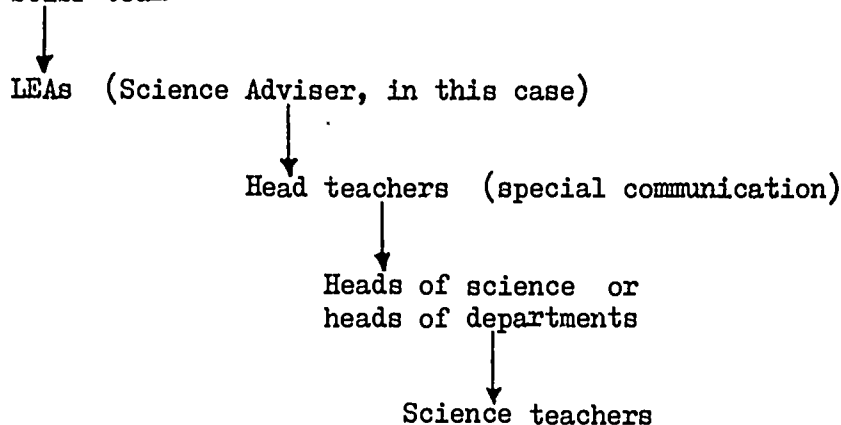 LEAs (Science Adviser, in this case)
Head teachers (special communication)
Heads of science or
heads of departments
Science teachers